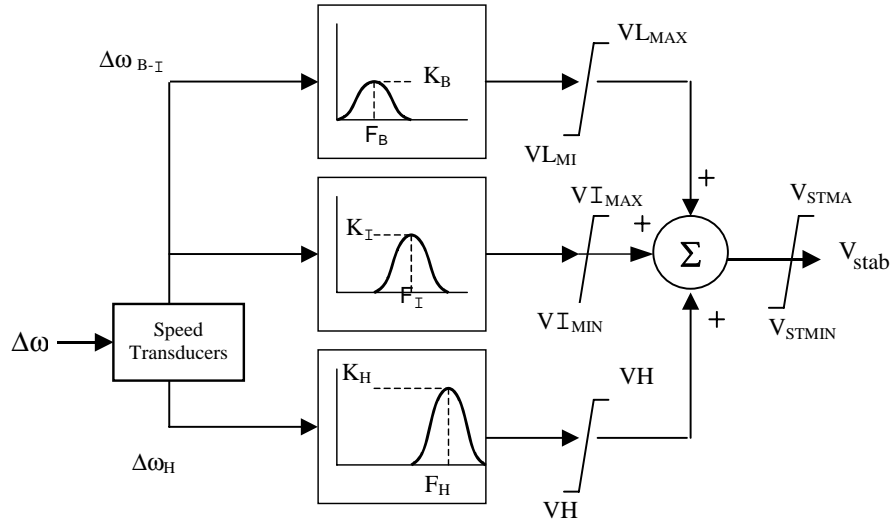 Δω B-I
K_B
F_B
VL_MAX
VL_MI
K_I
F_I
VI_MAX
VI_MIN
+
+
+
Σ
V_STMA
V_STMIN
V_stab
Δω
Speed
Transducers
Δω_H
K_H
F_H
VH
VH